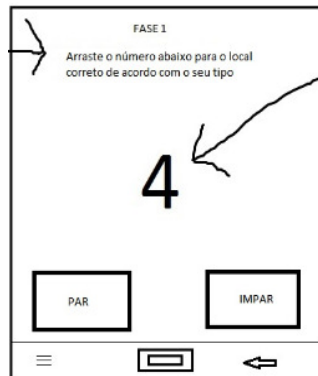 FASE 1
Arraste o número abaixo para o local
correto de acordo com o seu tipo
4
PAR
IMPAR